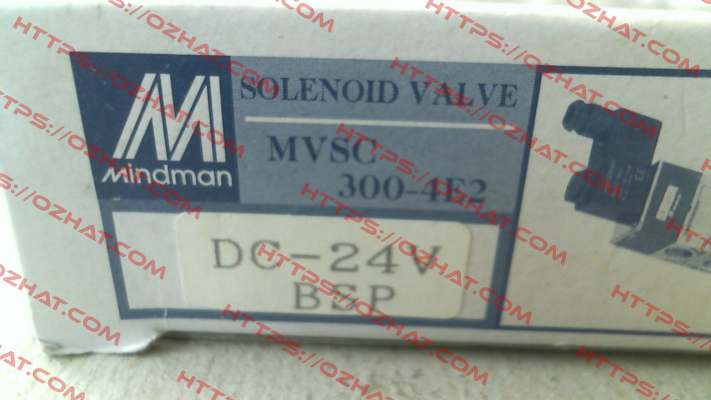 Mindman
SOLENOID VALVE
MVSC
300-4E2
DC-24V
BSP
HTTPS://OZHAT.COM